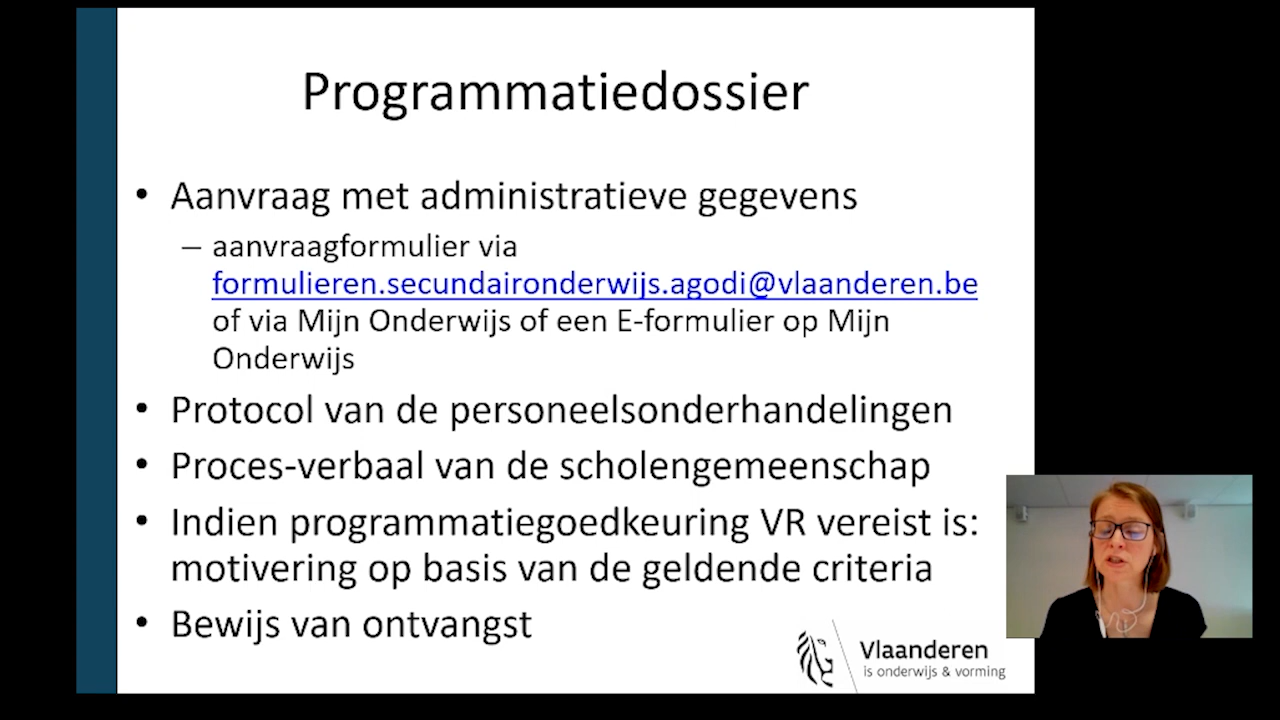 Programmatiedossier
• Aanvraag met administratieve gegevens
– aanvraagformulier via
formulieren.secundaironderwijs.agodi@vlaanderen.be
of via Mijn Onderwijs of een E-formulier op Mijn
Onderwijs
• Protocol van de personeelsonderhandelingen
• Proces-verbaal van de scholengemeenschap
• Indien programmatiegoedkeuring VR vereist is:
motivering op basis van de geldende criteria
• Bewijs van ontvangst
Vlaanderen
is onderwijs & vorming